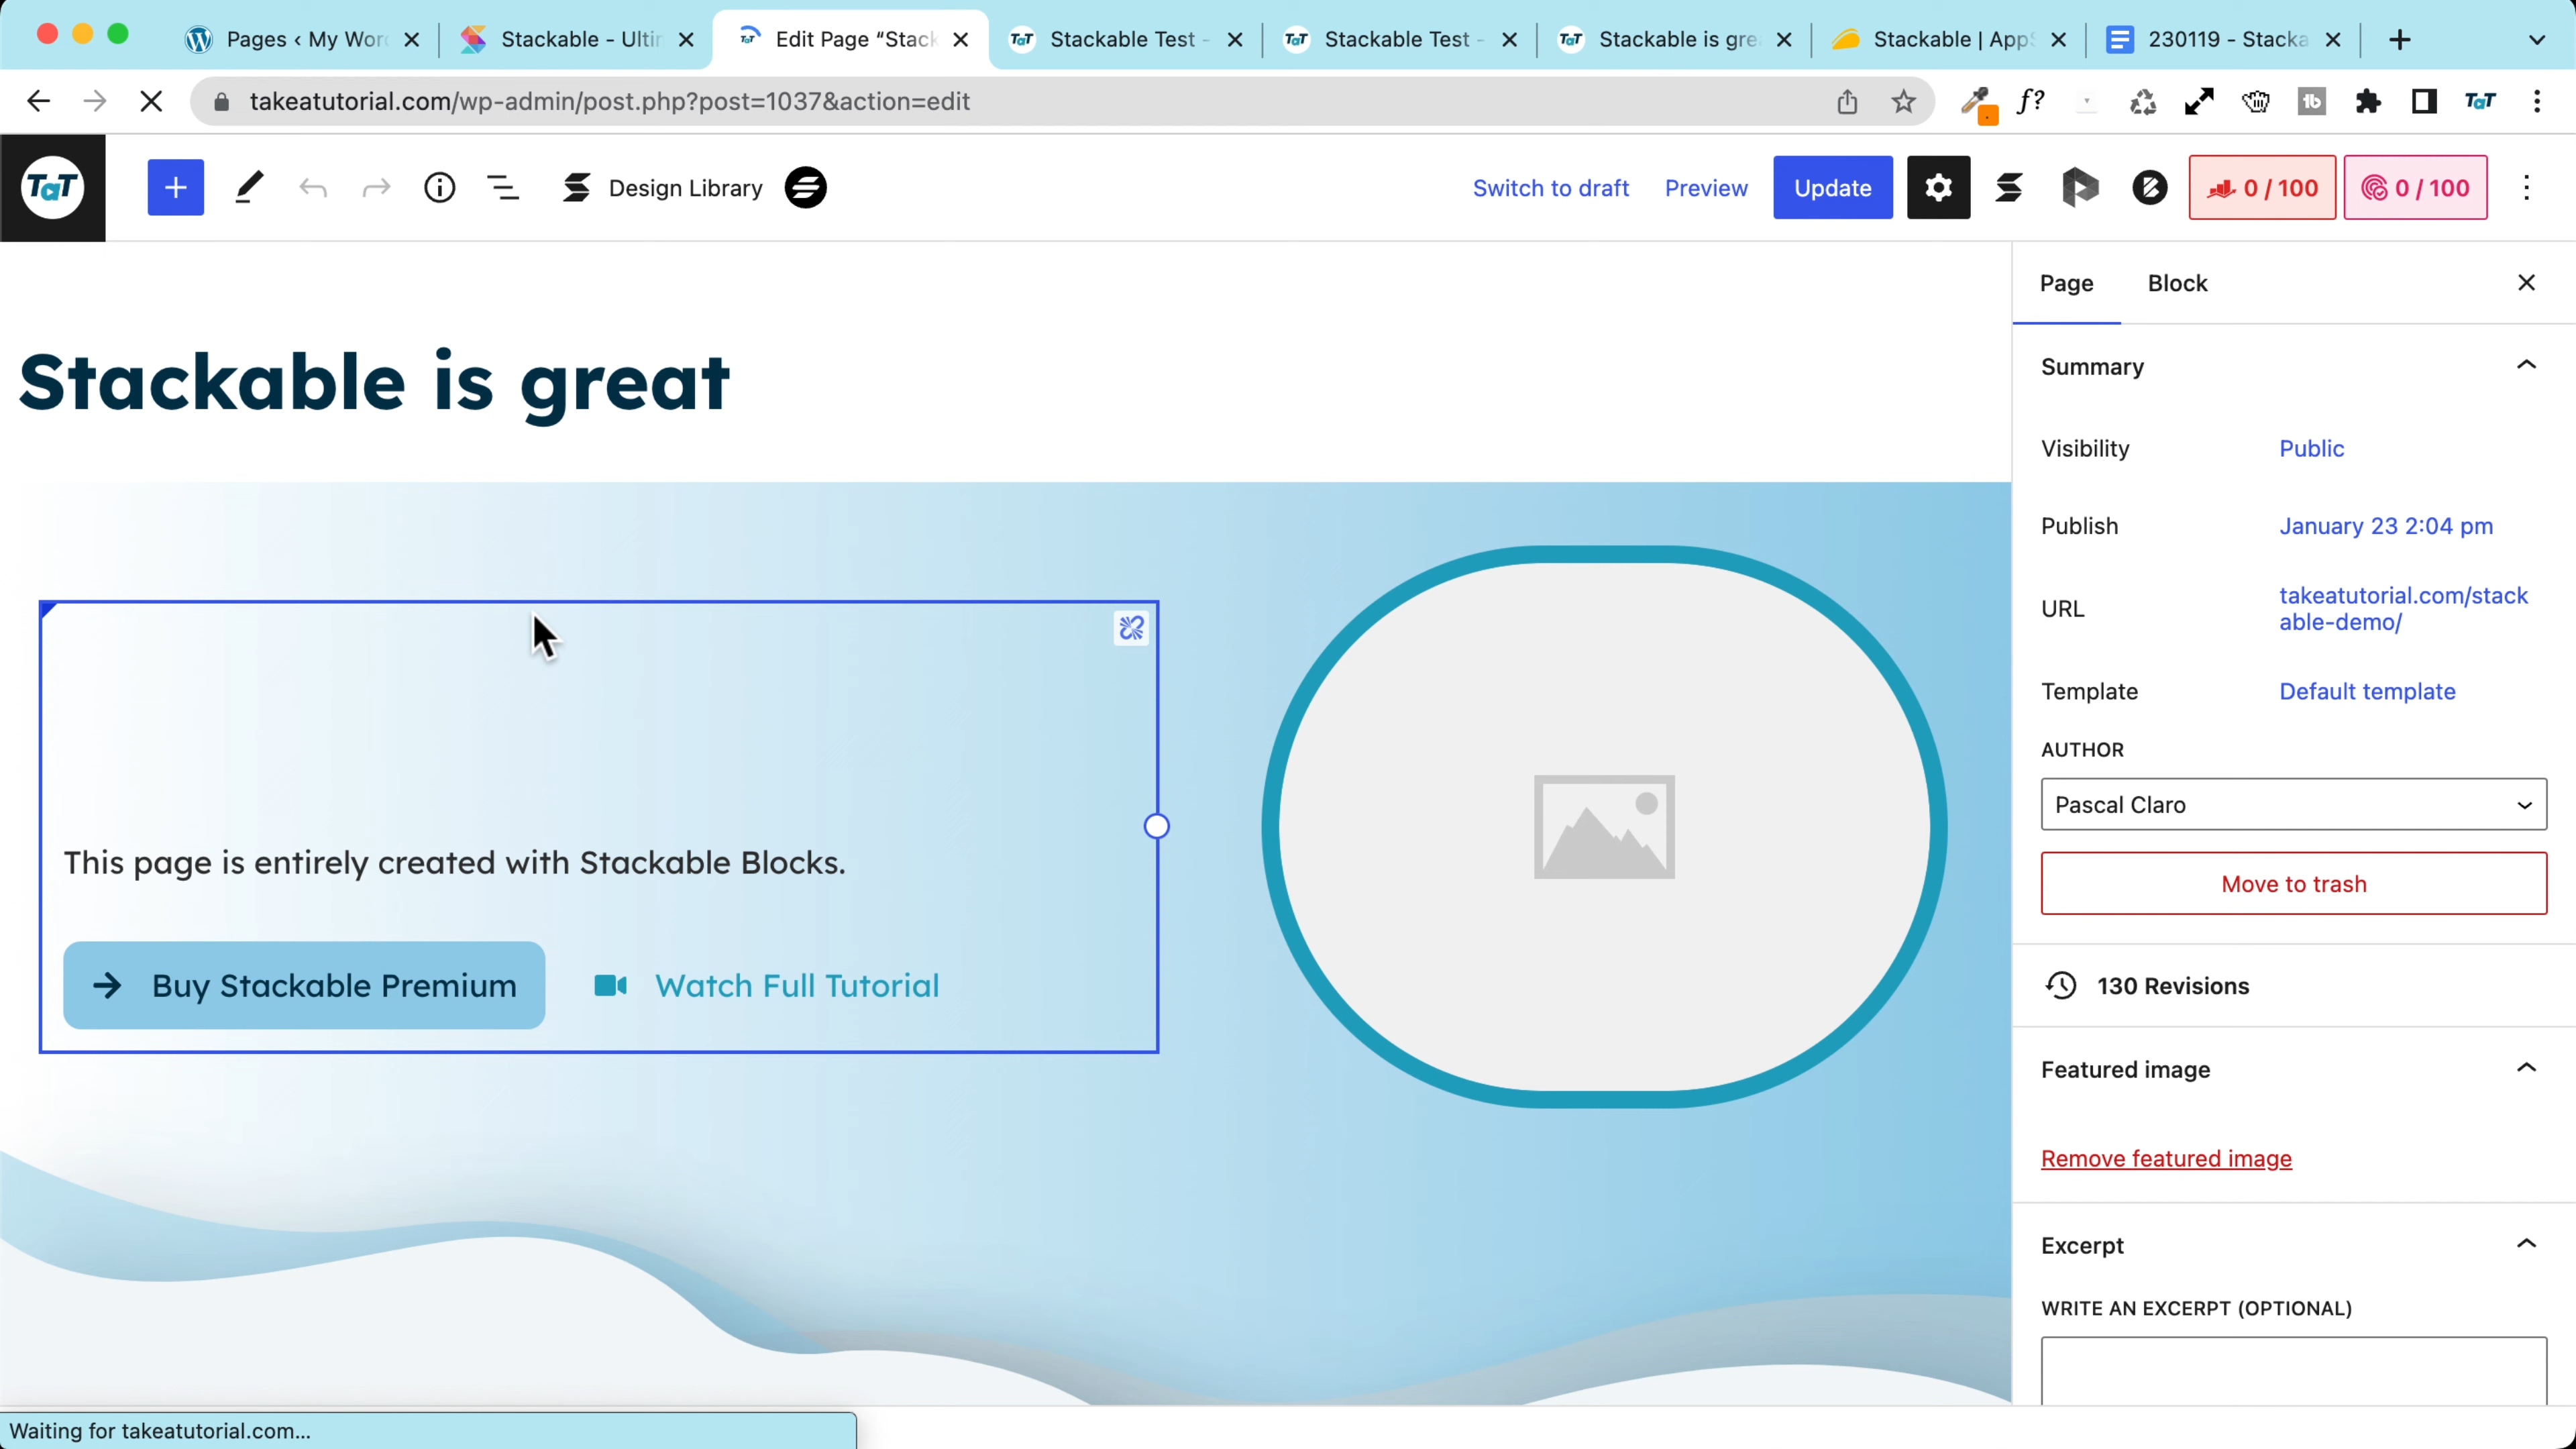 Pages ‹ My Wor
Stackable - Ulti
Edit Page “Stack
Stackable Test -
Stackable Test -
Stackable is gre
Stackable | App
230119 - Stacka
takeatutorial.com/wp-admin/post.php?post=1037&action=edit
f?
tb
TaT
TaT
Design Library
Switch to draft
Preview
Update
0 / 100
0 / 100
Page
Block
Stackable is great
Summary
Visibility
Public
Publish
January 23 2:04 pm
URL
takeatutorial.com/stack
able-demo/
Template
Default template
AUTHOR
Pascal Claro
Move to trash
This page is entirely created with Stackable Blocks.
Buy Stackable Premium
Watch Full Tutorial
130 Revisions
Featured image
Remove featured image
Excerpt
WRITE AN EXCERPT (OPTIONAL)
Waiting for takeatutorial.com...